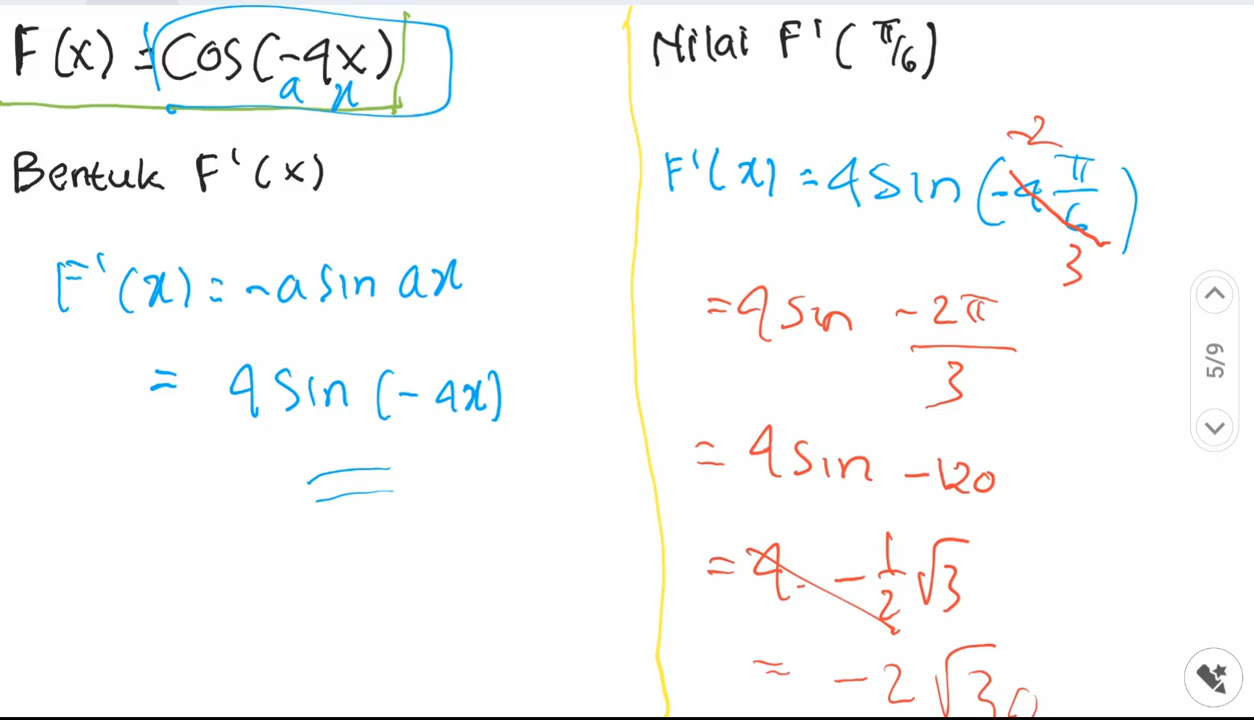 F(x) = Cos(-4x)
a x
Bentuk F'(x)
F'(x) = -a sin ax
= 4 sin (-4x)
Nilai F'(π/6)
-2
F'(x) = 4 sin (-4 π/6)
3
= 4 sin -2π/3
= 4 sin -120
= 4. -1/2 √3
= -2 √3
5/9